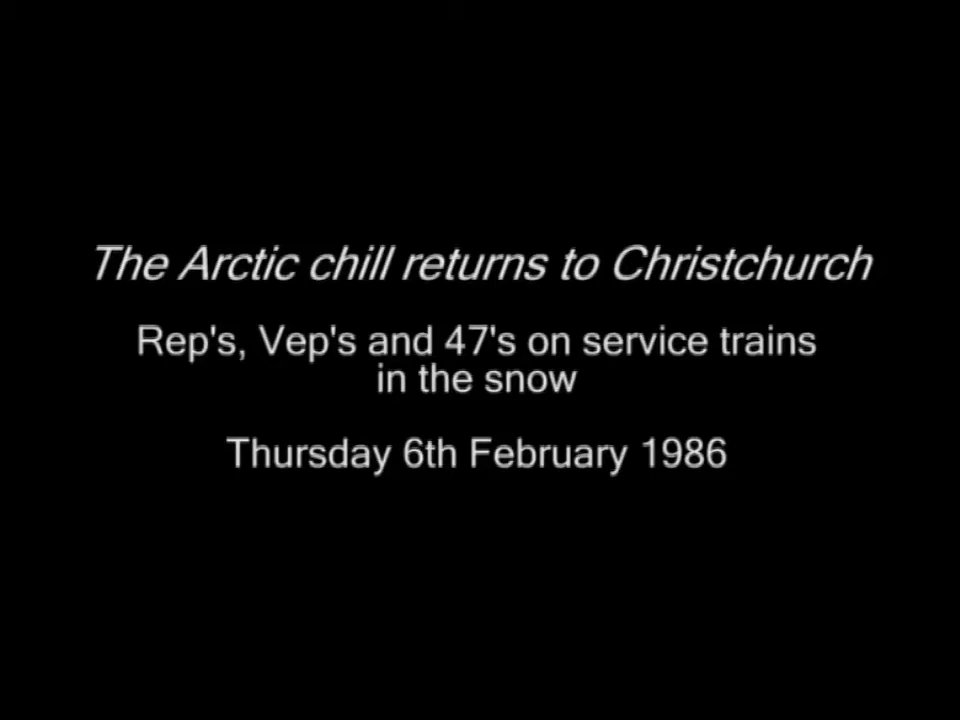 The Arctic chill returns to Christchurch
Rep's, Vep's and 47's on service trains
in the snow
Thursday 6th February 1986